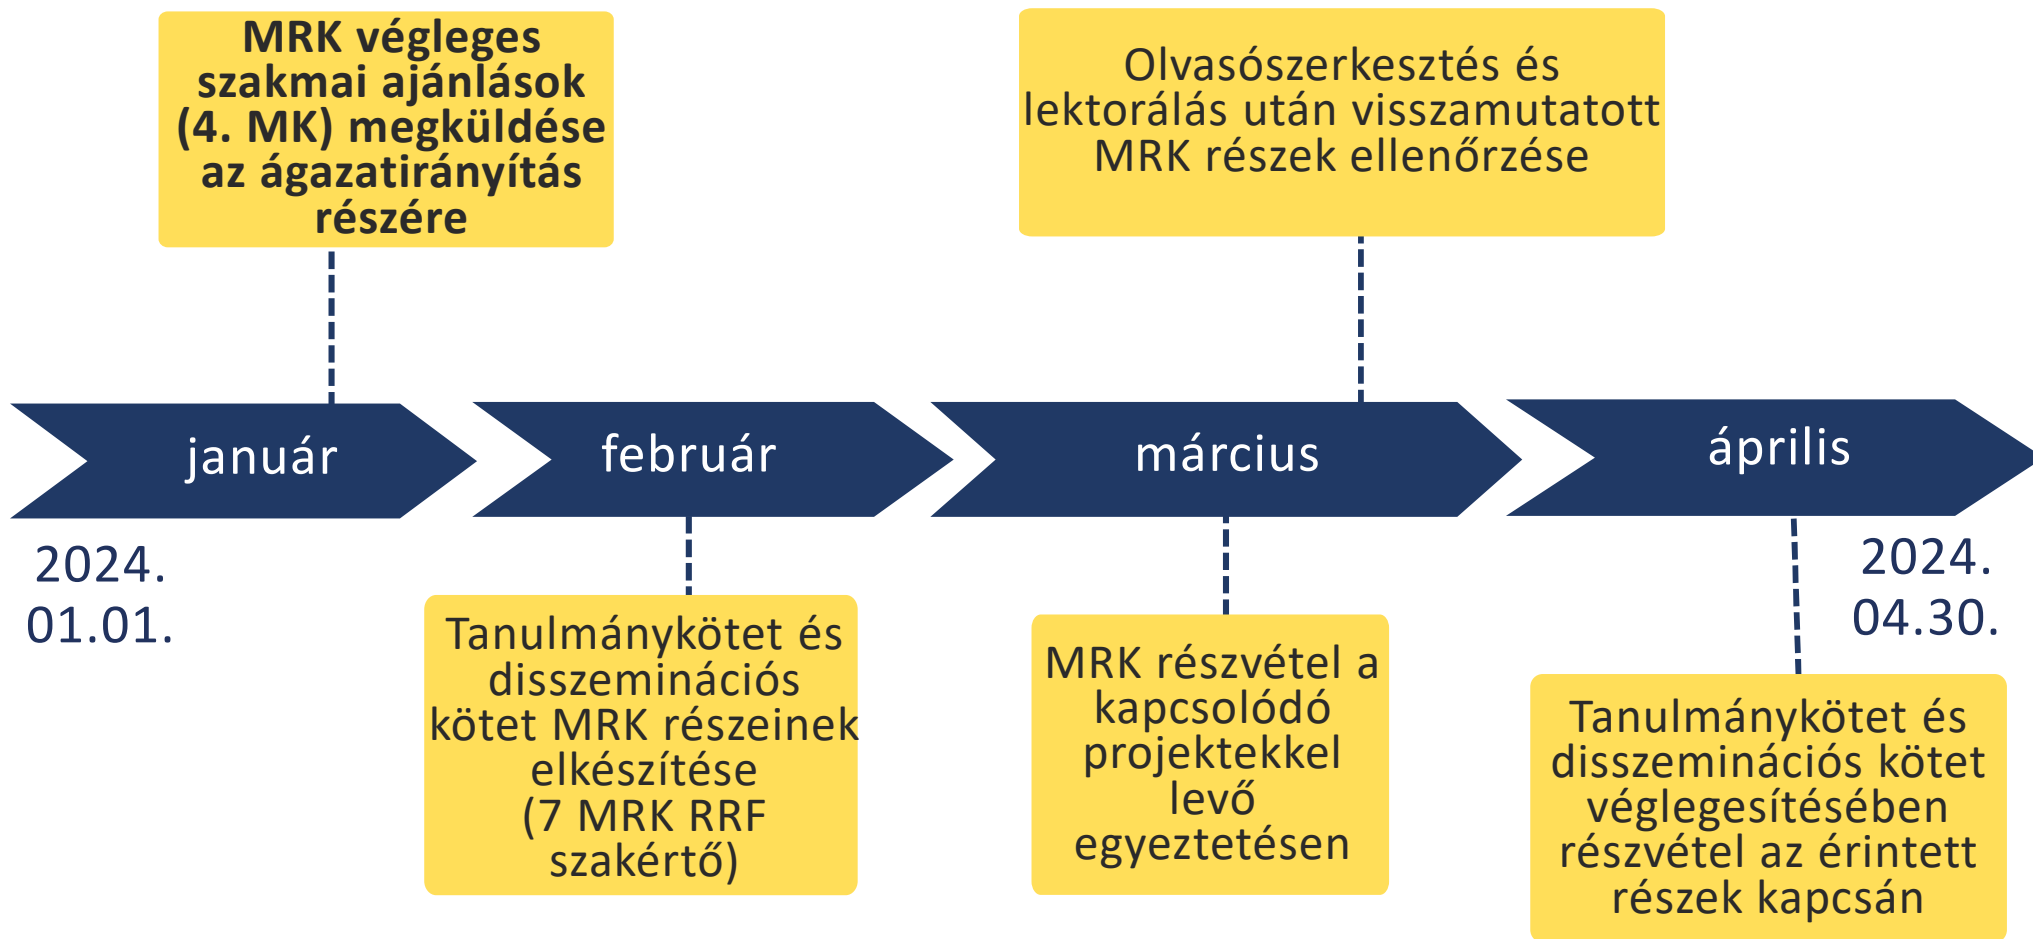 MRK végleges
szakmai ajánlások
(4. MK) megküldése
az ágazatirányítás
részére
Olvasószerkesztés és
lektorálás után visszamutatott
MRK részek ellenőrzése
január
február
március
április
2024.
01.01.
2024.
04.30.
Tanulmánykötet és
disszeminációs
kötet MRK részeinek
elkészítése
(7 MRK RRF
szakértő)
MRK részvétel a
kapcsolódó
projektekkel
levő
egyeztetésen
Tanulmánykötet és
disszeminációs kötet
véglegesítésében
részvétel az érintett
részek kapcsán